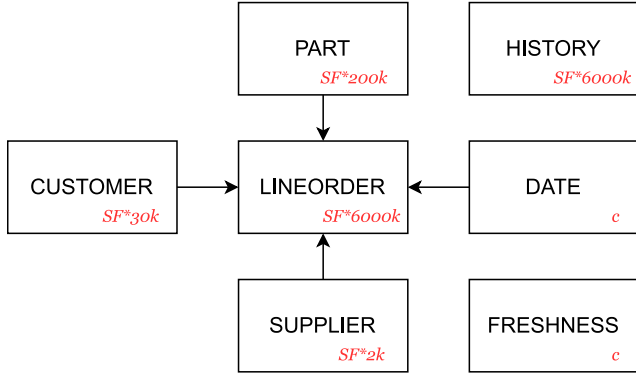 PART
SF*200k
HISTORY
SF*6000k
CUSTOMER
SF*30k
LINEORDER
SF*6000k
DATE
c
SUPPLIER
SF*2k
FRESHNESS
c